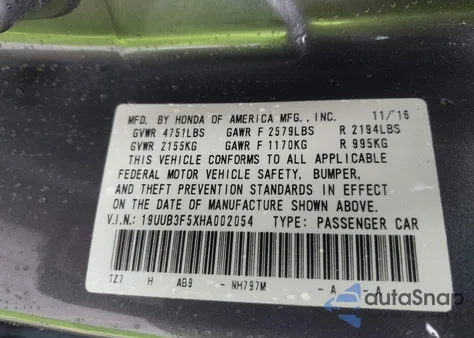 MFD. BY HONDA OF AMERICA MFG., INC. 11/16
GVWR 4751LBS GAWR F 2579LBS R 2194LBS
GVWR 2155KG GAWR F 1170KG R 995KG
THIS VEHICLE CONFORMS TO ALL APPLICABLE
FEDERAL MOTOR VEHICLE SAFETY, BUMPER,
AND THEFT PREVENTION STANDARDS IN EFFECT
ON THE DATE OF MANUFACTURE SHOWN ABOVE.
V.I.N.: 19UUB3F5XHA002054 TYPE: PASSENGER CAR
TZ7 H AB9 - NH797M - A - A
autaSnap